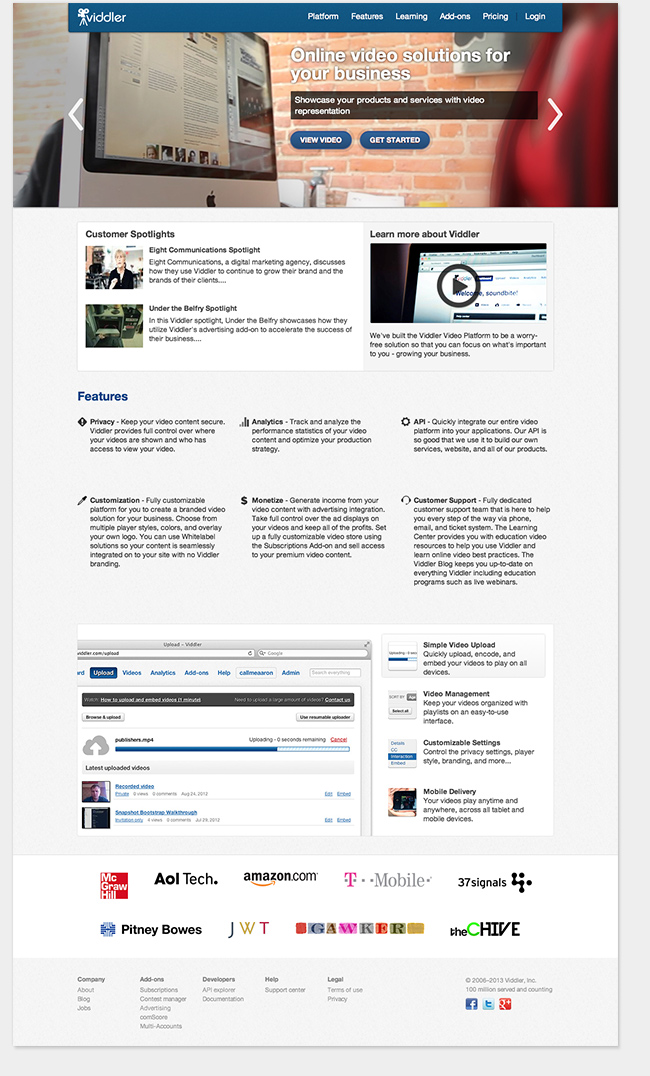 viddler
Platform Features Learning Add-ons Pricing Login
Online video solutions for
your business
Showcase your products and services with video
representation
VIEW VIDEO GET STARTED
Customer Spotlights
Eight Communications Spotlight
Eight Communications, a digital marketing agency, discusses
how they use Viddler to continue to grow their brand and the
brands of their clients....
Under the Belfry Spotlight
In this Viddler spotlight, Under the Belfry showcases how they
utilize Viddler's advertising add-on to accelerate the success of
their business....
Learn more about Viddler
Welcome, soundbite!
We've built the Viddler Video Platform to be a worry-
free solution so that you can focus on what's important
to you - growing your business.
Features
Privacy - Keep your video content secure.
Viddler provides full control over where
your videos are shown and who has
access to view your video.
Analytics - Track and analyze the
performance statistics of your video
content and optimize your production
strategy.
API - Quickly integrate our entire video
platform into your applications. Our API is
so good that we use it to build our own
services, website, and all of our products.
Customization - Fully customizable
platform for you to create a branded video
solution for your business. Choose from
multiple player styles, colors, and overlay
your own logo. You can use Whitelabel
solutions so your content is seamlessly
integrated on to your site with no Viddler
branding.
$ Monetize - Generate income from your
video content with advertising integration.
Take full control over the ad displays on
your videos and keep all of the profits. Set
up a fully customizable video store using
the Subscriptions Add-on and sell access
to your premium video content.
Customer Support - Fully dedicated
customer support team that is here to help
you every step of the way via phone,
email, and ticket system. The Learning
Center provides you with education video
resources to help you use Viddler and
learn online video best practices. The
Viddler Blog keeps you up-to-date on
everything Viddler including education
programs such as live webinars.
Upload - Viddler
viddler.com/upload Google
rd Upload Videos Analytics Add-ons Help callmeaaron Admin Search everything
Watch: How to upload and embed videos (1 minute) Need to upload a large amount of videos? Contact us
Browse & upload Use resumable uploader
publishers.mp4 Uploading - 0 seconds remaining Cancel
Latest uploaded videos
Recorded video
Private 0 views 0 comments Aug 24, 2012 Edit Embed
Snapshot Bootstrap Walkthrough
Invitation only 6 views 0 comments Jul 29, 2012 Edit Embed
Simple Video Upload
Quickly upload, encode, and
embed your videos to play on all
devices.
Uploading - 0 sec
Video Management
Keep your videos organized with
playlists on an easy-to-use
interface.
SORT BY
Select all
Customizable Settings
Control the privacy settings, player
style, branding, and more...
Details
CC
Interaction
Embed
Mobile Delivery
Your videos play anytime and
anywhere, across all tablet and
mobile devices.
Mc
Graw
Hill
Aol Tech.
amazon.com
T Mobile
37signals
Pitney Bowes
JWT
GAWKER
theCHIVE
Company
About
Blog
Jobs
Add-ons
Subscriptions
Contest manager
Advertising
comScore
Multi-Accounts
Developers
API explorer
Documentation
Help
Support center
Legal
Terms of use
Privacy
© 2006-2013 Viddler, Inc.
100 million served and counting